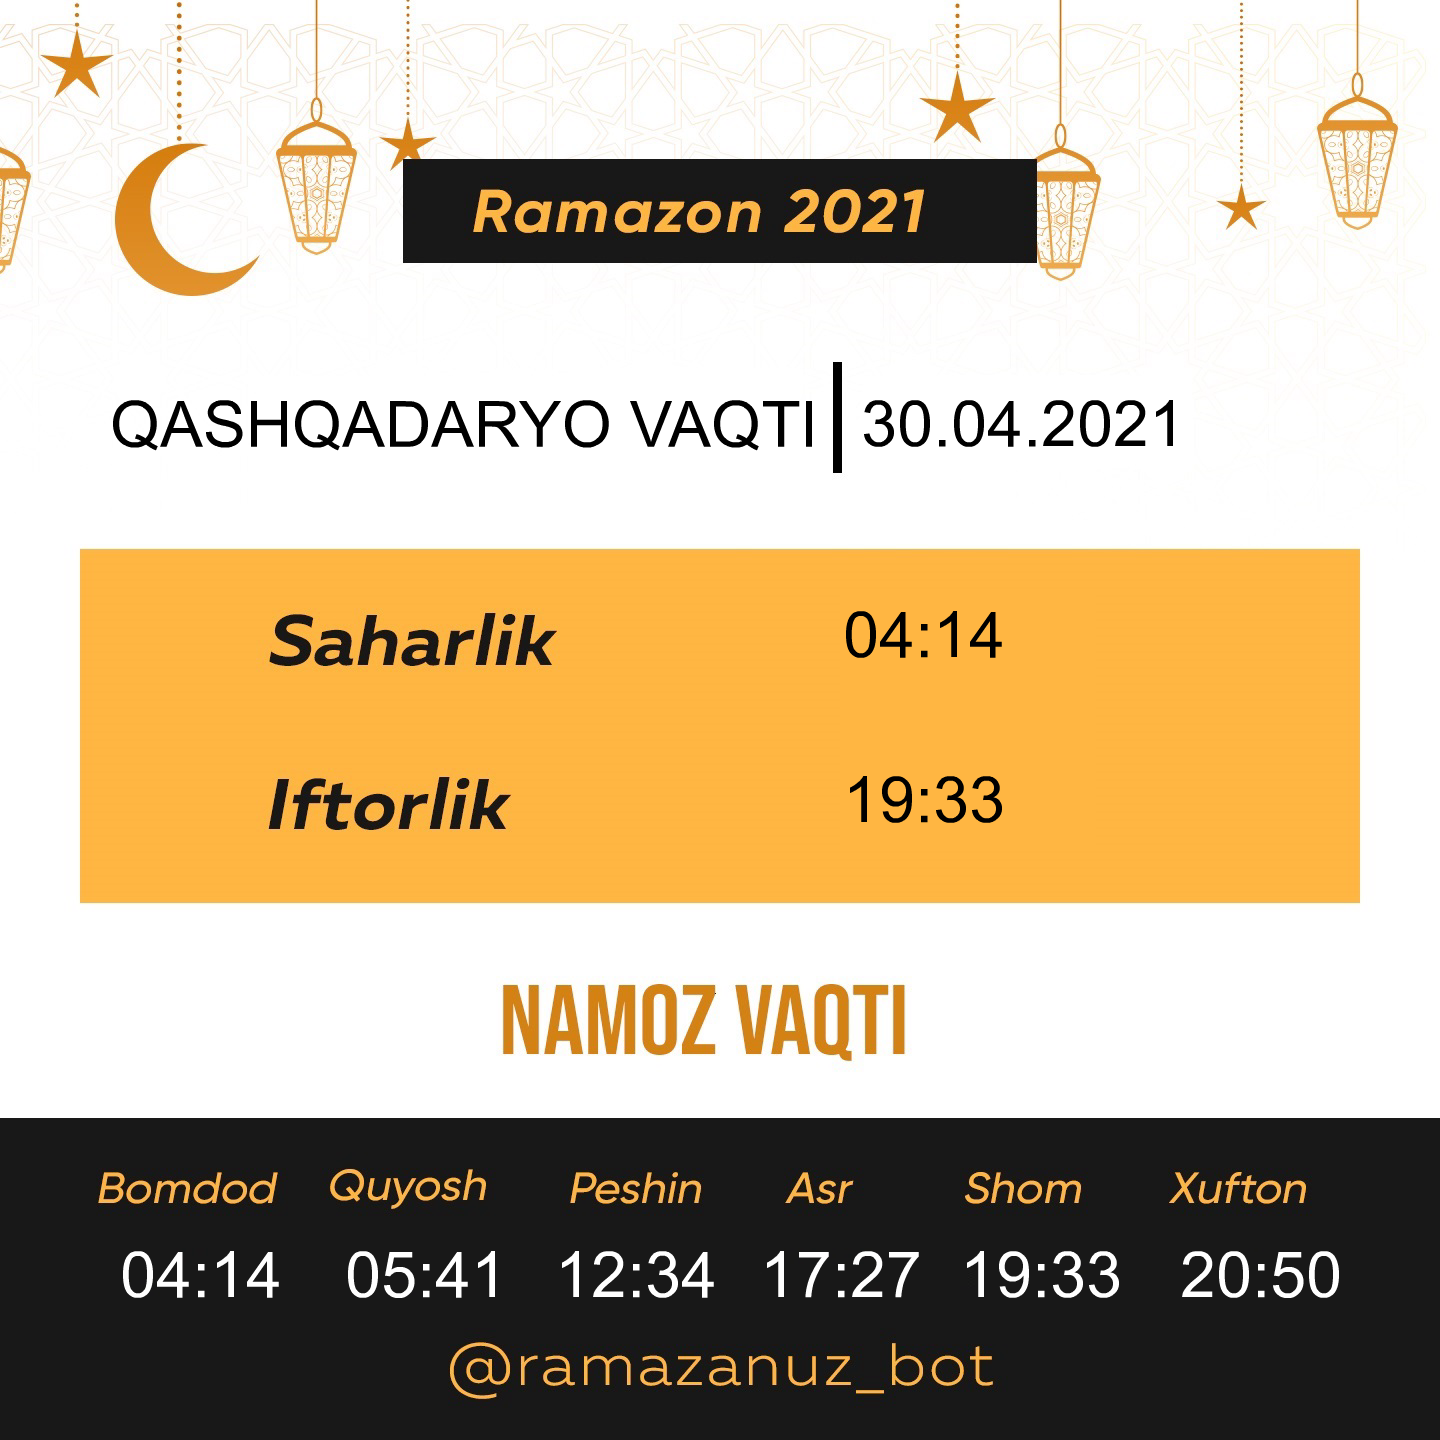 Ramazon 2021
QASHQADARYO VAQTI | 30.04.2021
Saharlik 04:14
Iftorlik 19:33
NAMOZ VAQTI
Bomdod Quyosh Peshin Asr Shom Xufton
04:14 05:41 12:34 17:27 19:33 20:50
@ramazanuz_bot